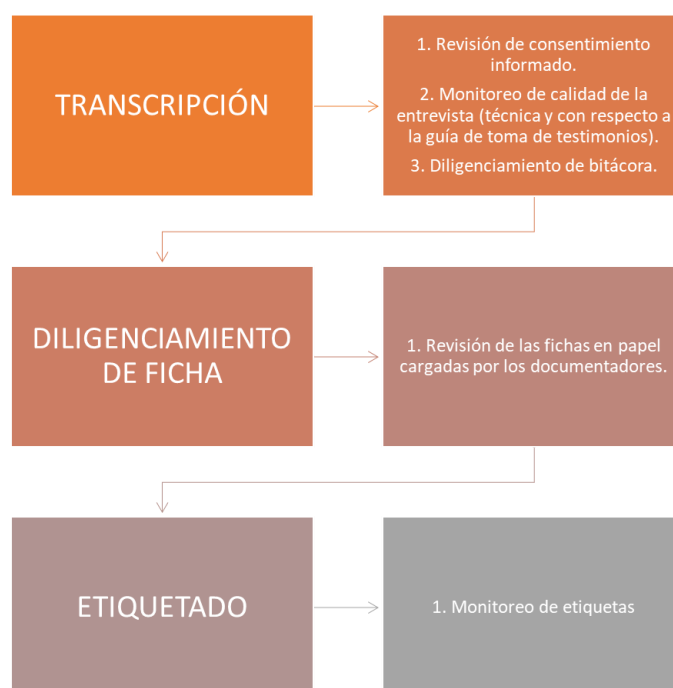 TRANSCRIPCIÓN
1. Revisión de consentimiento
informado.
2. Monitoreo de calidad de la
entrevista (técnica y con respecto a
la guía de toma de testimonios).
3. Diligenciamiento de bitácora.
DILIGENCIAMIENTO
DE FICHA
1. Revisión de las fichas en papel
cargadas por los documentadores.
ETIQUETADO
1. Monitoreo de etiquetas